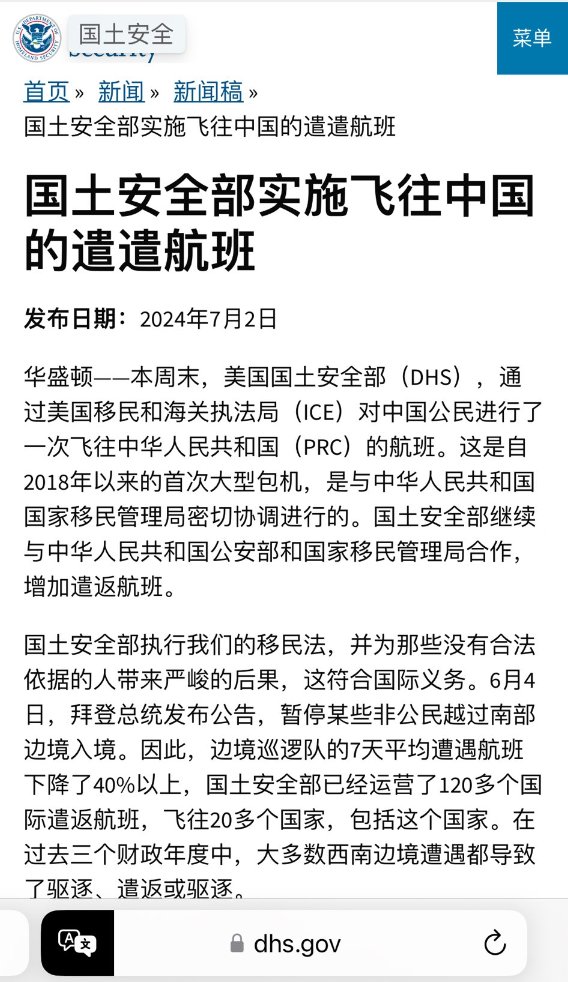 国土安全
菜单
首页 » 新闻 » 新闻稿 »
国土安全部实施飞往中国的遣遣航班
国土安全部实施飞往中国
的遣遣航班
发布日期：2024年7月2日
华盛顿——本周末，美国国土安全部（DHS），通
过美国移民和海关执法局（ICE）对中国公民进行了
一次飞往中华人民共和国（PRC）的航班。这是自
2018年以来的首次大型包机，是与中华人民共和国
国家移民管理局密切协调进行的。国土安全部继续
与中华人民共和国公安部和国家移民管理局合作，
增加遣返航班。
国土安全部执行我们的移民法，并为那些没有合法
依据的人带来严峻的后果，这符合国际义务。6月4
日，拜登总统发布公告，暂停某些非公民越过南部
边境入境。因此，边境巡逻队的7天平均遭遇航班
下降了40%以上，国土安全部已经运营了120多个国
际遣返航班，飞往20多个国家，包括这个国家。在
过去三个财政年度中，大多数西南边境遭遇都导致
了驱逐、遣返或驱逐。
dhs.gov